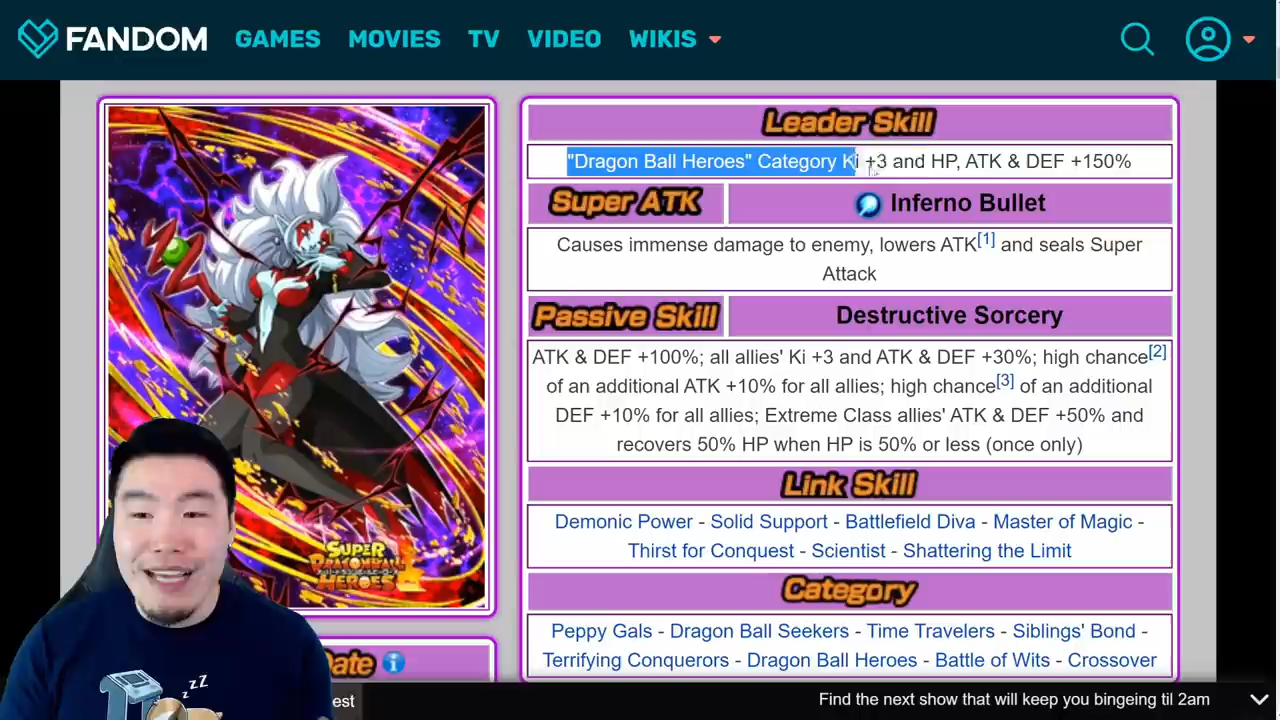 FANDOM GAMES MOVIES TV VIDEO WIKIS
Leader Skill
"Dragon Ball Heroes" Category Ki +3 and HP, ATK & DEF +150%
Super ATK
Inferno Bullet
Causes immense damage to enemy, lowers ATK[1] and seals Super
Attack
Passive Skill
Destructive Sorcery
ATK & DEF +100%; all allies' Ki +3 and ATK & DEF +30%; high chance[2]
of an additional ATK +10% for all allies; high chance[3] of an additional
DEF +10% for all allies; Extreme Class allies' ATK & DEF +50% and
recovers 50% HP when HP is 50% or less (once only)
Link Skill
Demonic Power - Solid Support - Battlefield Diva - Master of Magic -
Thirst for Conquest - Scientist - Shattering the Limit
Category
Peppy Gals - Dragon Ball Seekers - Time Travelers - Siblings' Bond -
Terrifying Conquerors - Dragon Ball Heroes - Battle of Wits - Crossover
SUPER
DRAGONBALL
HEROES
Date i
zzZ
est
Find the next show that will keep you bingeing til 2am